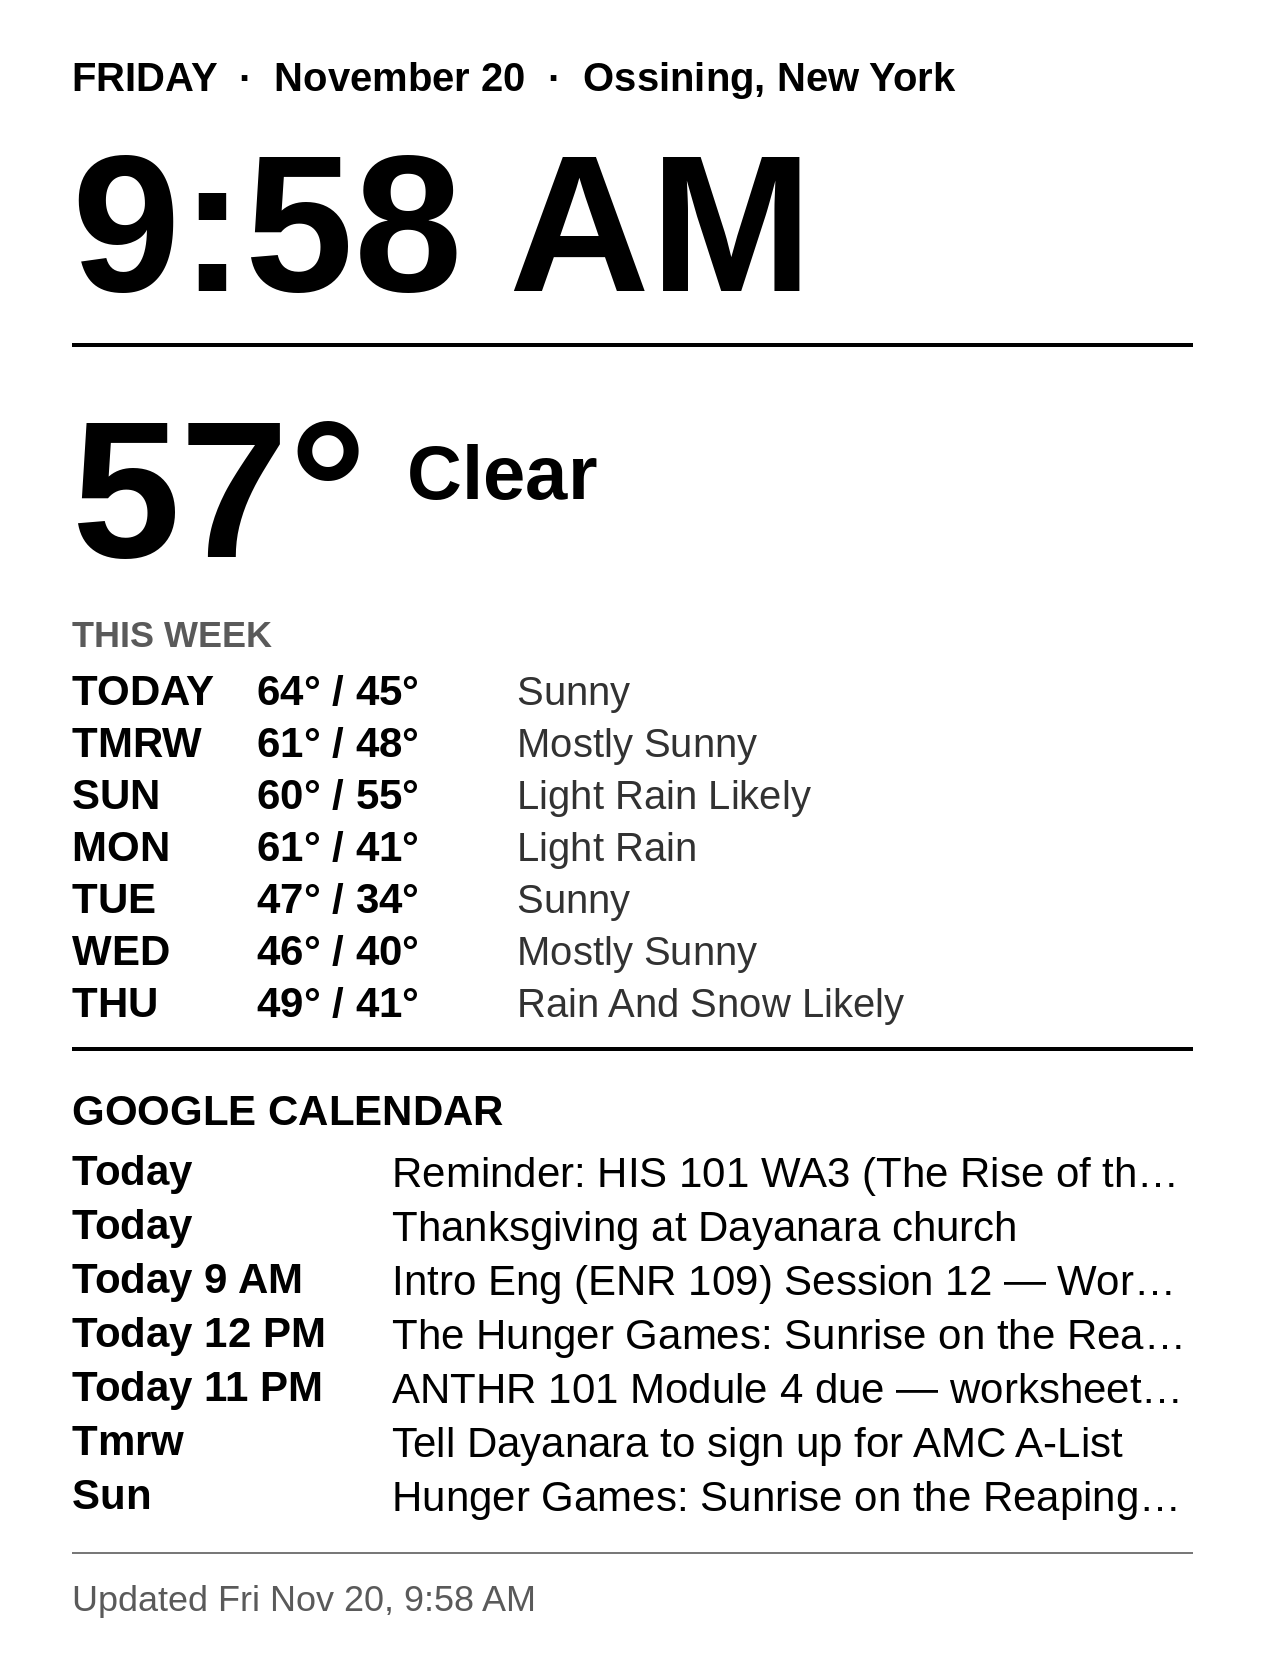 FRIDAY · November 20 · Ossining, New York
9:58 AM
57° Clear
THIS WEEK
TODAY 64° / 45° Sunny
TMRW 61° / 48° Mostly Sunny
SUN 60° / 55° Light Rain Likely
MON 61° / 41° Light Rain
TUE 47° / 34° Sunny
WED 46° / 40° Mostly Sunny
THU 49° / 41° Rain And Snow Likely
GOOGLE CALENDAR
Today Reminder: HIS 101 WA3 (The Rise of th…
Today Thanksgiving at Dayanara church
Today 9 AM Intro Eng (ENR 109) Session 12 — Wor…
Today 12 PM The Hunger Games: Sunrise on the Rea…
Today 11 PM ANTHR 101 Module 4 due — worksheet…
Tmrw Tell Dayanara to sign up for AMC A-List
Sun Hunger Games: Sunrise on the Reaping…
Updated Fri Nov 20, 9:58 AM